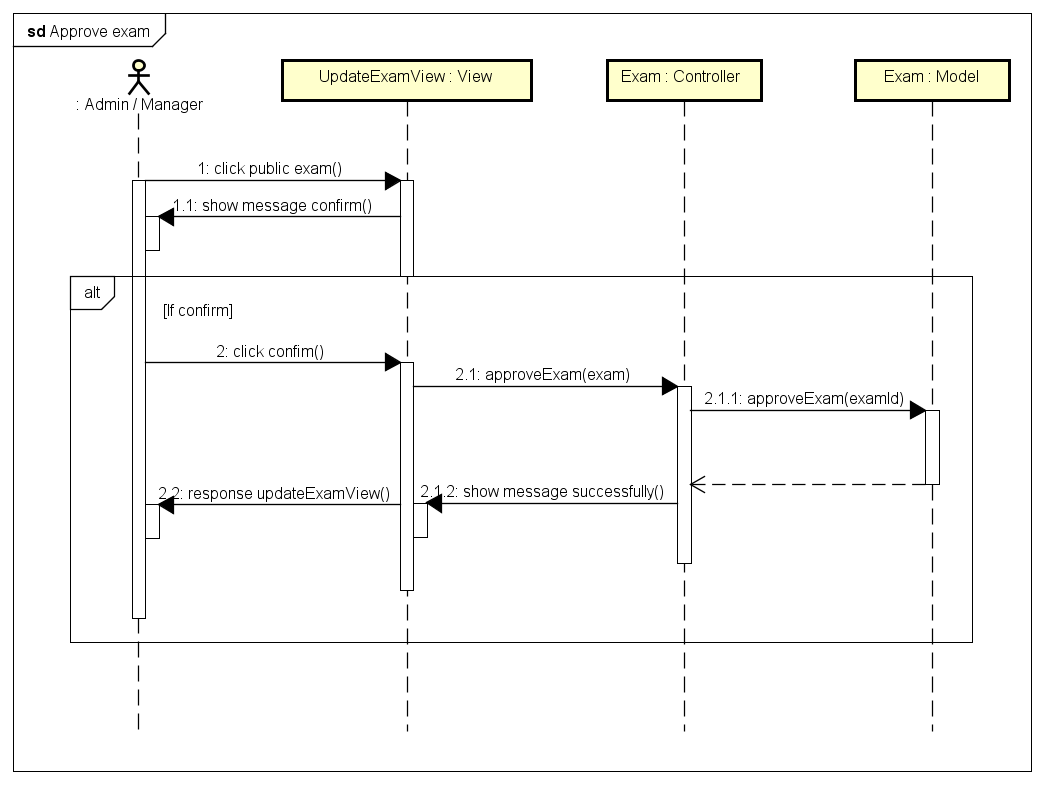 sd Approve exam
: Admin / Manager
UpdateExamView : View
Exam : Controller
Exam : Model
1: click public exam()
1.1: show message confirm()
alt
[If confirm]
2: click confim()
2.1: approveExam(exam)
2.1.1: approveExam(examId)
2.2: response updateExamView()
2.1.2: show message successfully()